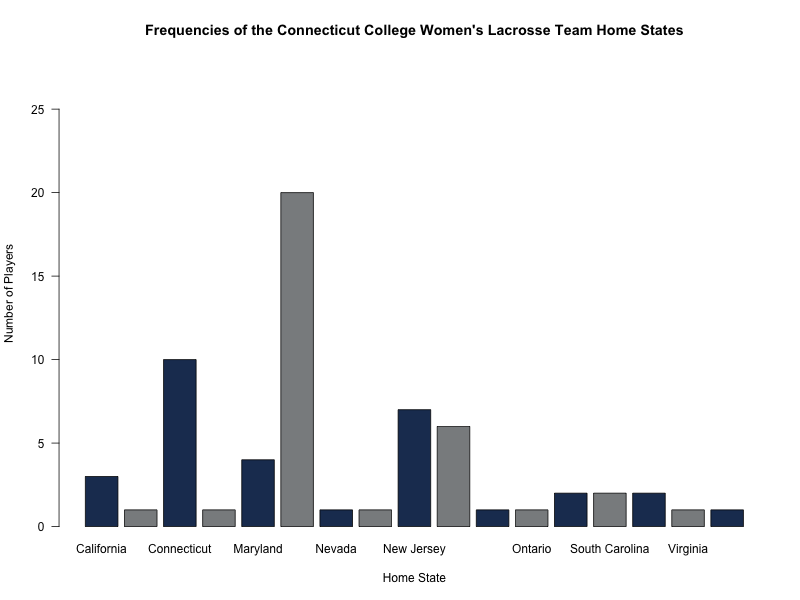 Frequencies of the Connecticut College Women's Lacrosse Team Home States
25
20
15
10
5
0
Number of Players
California Connecticut Maryland Nevada New Jersey Ontario South Carolina Virginia
Home State